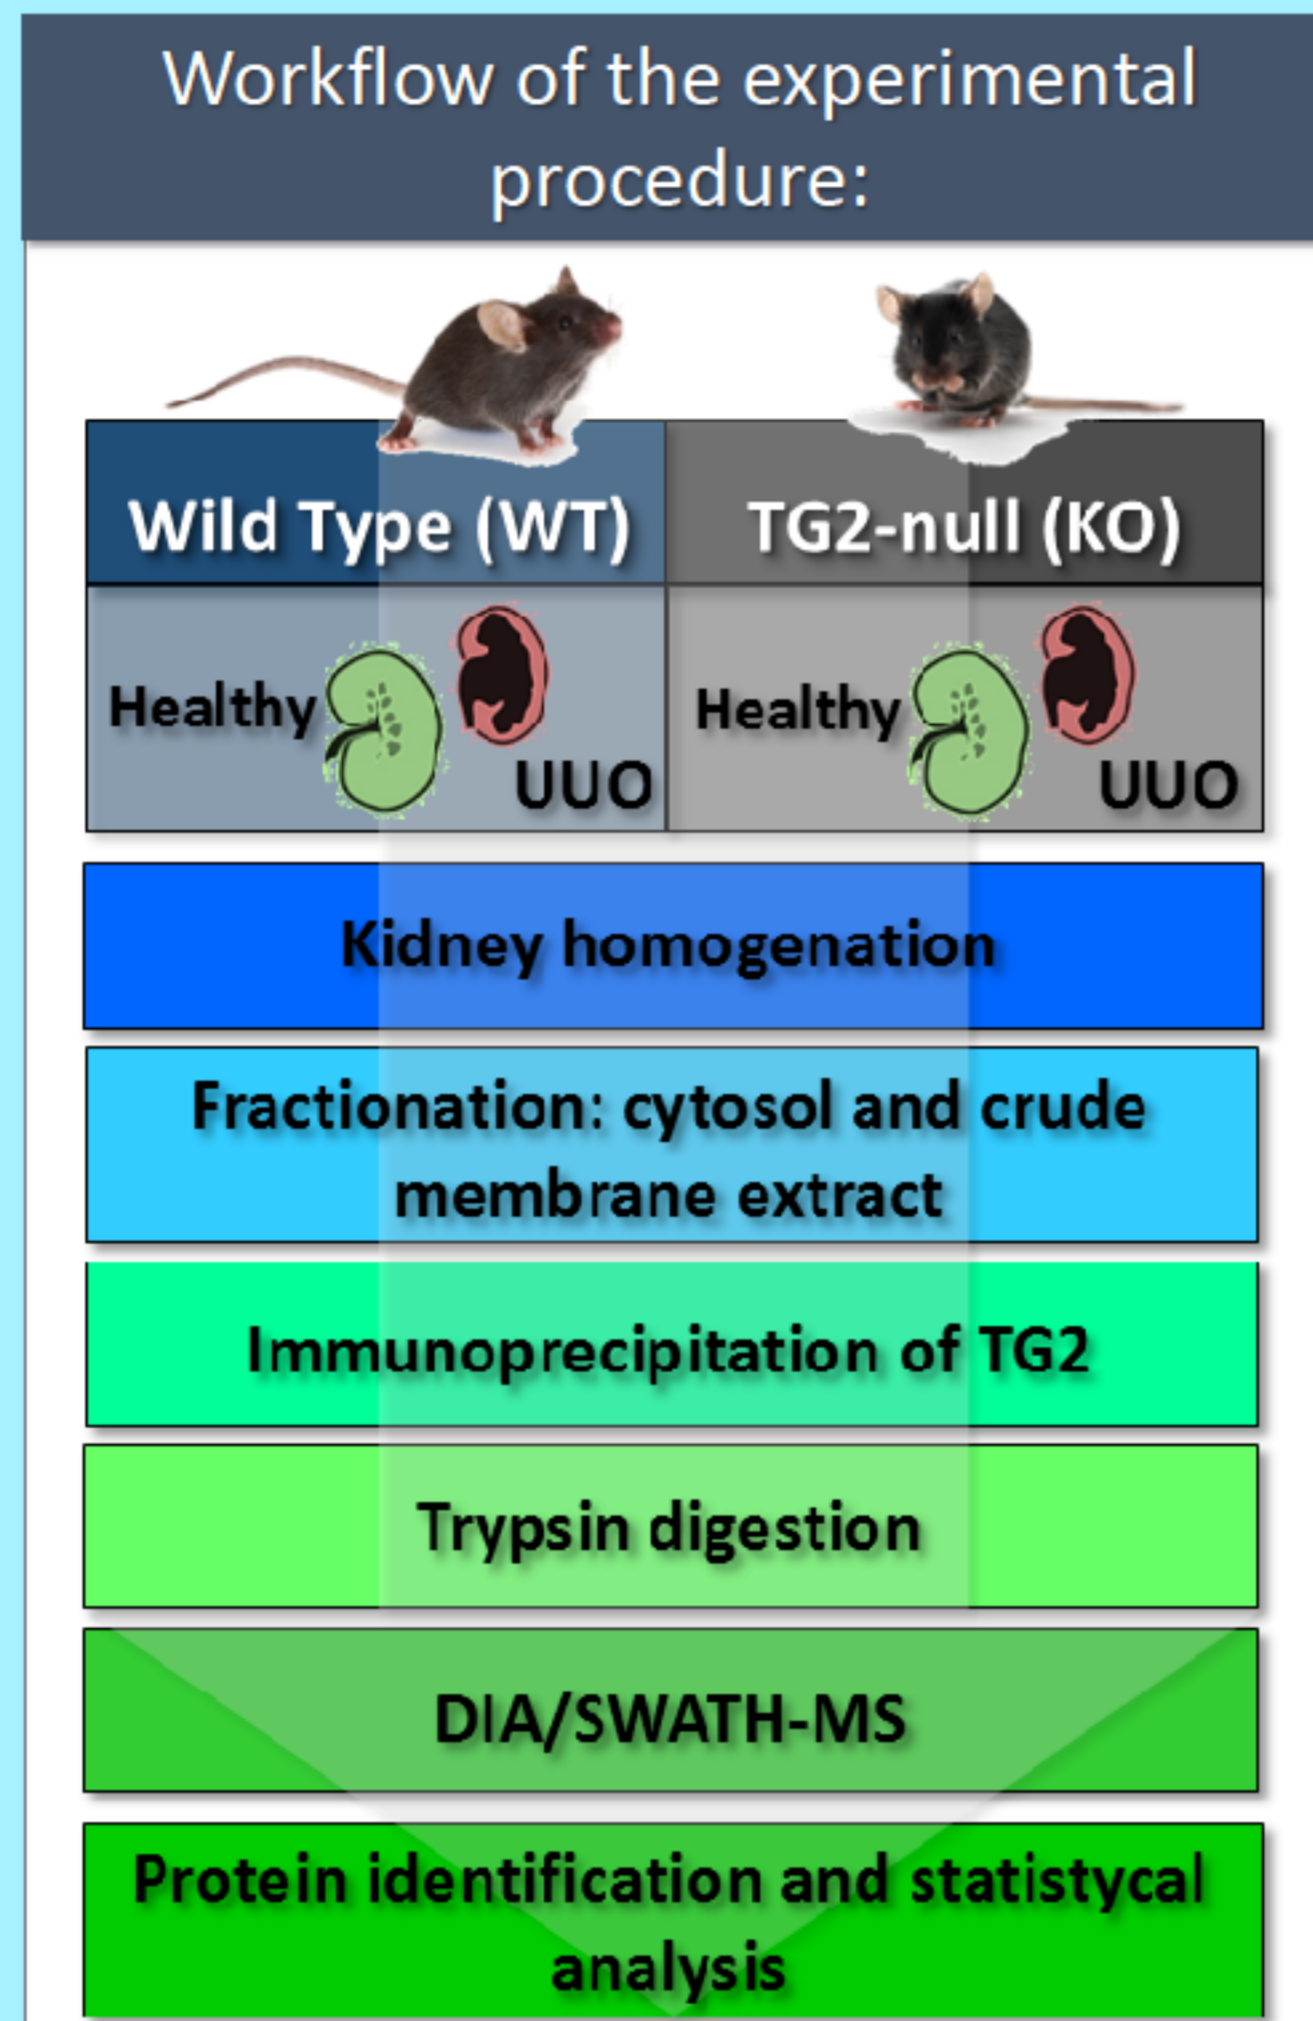 Workflow of the experimental
procedure:
Wild Type (WT)
TG2-null (KO)
Healthy
UUO
Healthy
UUO
Kidney homogenation
Fractionation: cytosol and crude
membrane extract
Immunoprecipitation of TG2
Trypsin digestion
DIA/SWATH-MS
Protein identification and statistycal
analysis